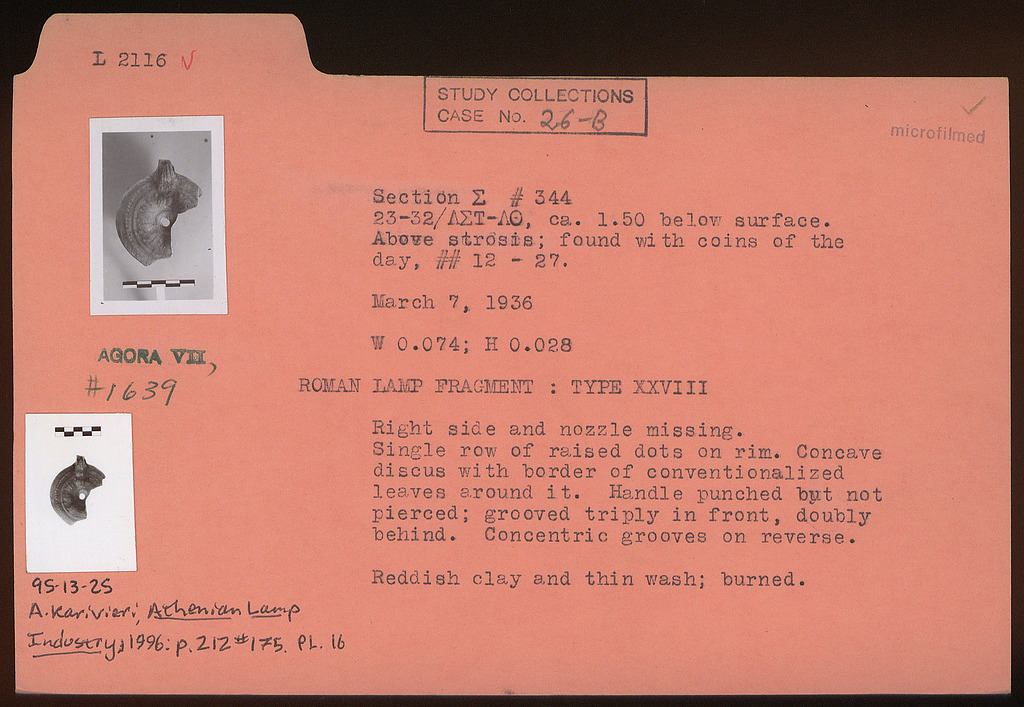 L 2116 ✓
STUDY COLLECTIONS
CASE No. 26-B
microfilmed
Section Σ # 344
23-32/ΛΣΤ-ΛΘ, ca. 1.50 below surface.
Above strosis; found with coins of the
day, ## 12 - 27.
March 7, 1936
W 0.074; H 0.028
AGORA VII,
#1639
ROMAN LAMP FRAGMENT : TYPE XXVIII
Right side and nozzle missing.
Single row of raised dots on rim. Concave
discus with border of conventionalized
leaves around it. Handle punched but not
pierced; grooved triply in front, doubly
behind. Concentric grooves on reverse.
Reddish clay and thin wash; burned.
95-13-25
A. Karivieri, Athenian Lamp
Industry, 1996: p. 212 #175. PL. 16